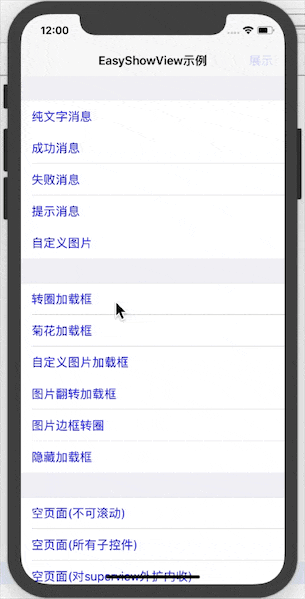 12:00
EasyShowView示例
展示
纯文字消息
成功消息
失败消息
提示消息
自定义图片
转圈加载框
菊花加载框
自定义图片加载框
图片翻转加载框
图片边框转圈
隐藏加载框
空页面(不可滚动)
空页面(所有子控件)
空页面(对superview外扩内收)